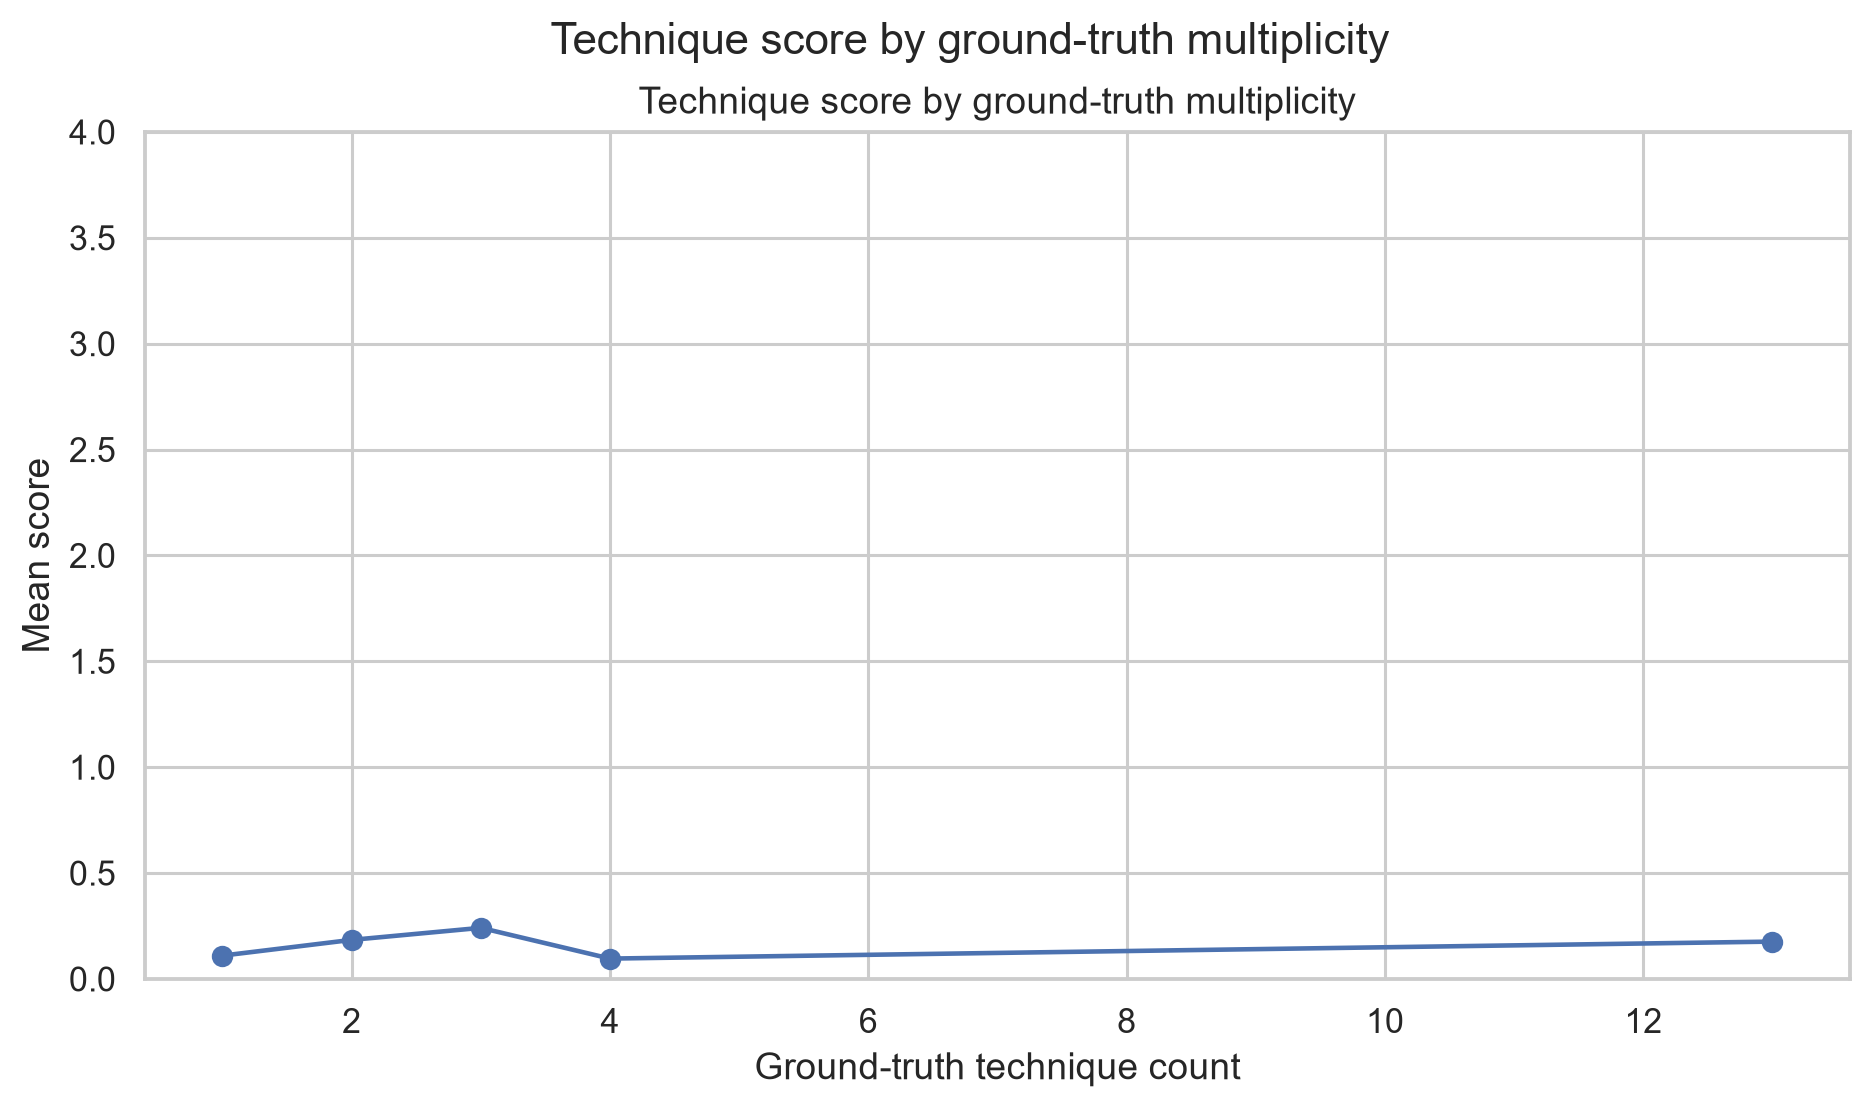 Technique score by ground-truth multiplicity
Technique score by ground-truth multiplicity
4.0
3.5
3.0
2.5
2.0
1.5
1.0
0.5
0.0
Mean score
2 4 6 8 10 12
Ground-truth technique count